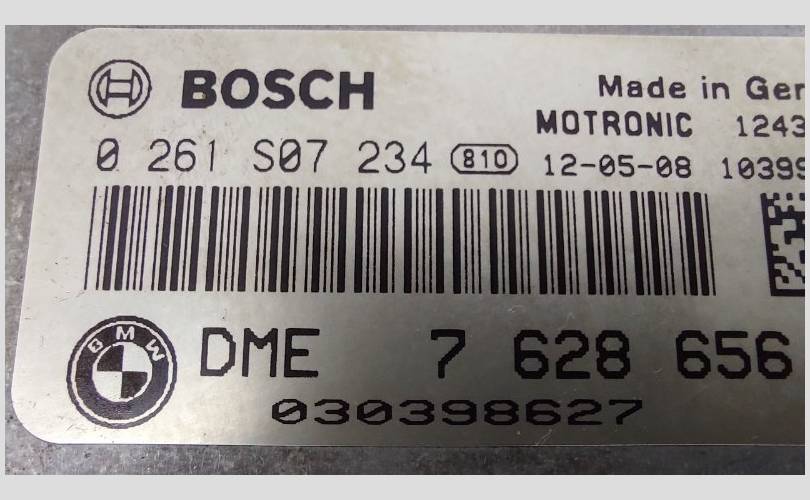 BOSCH
Made in Ger
MOTRONIC 1243
0 261 S07 234 810 12-05-08 10399
BMW
DME 7 628 656
030398627